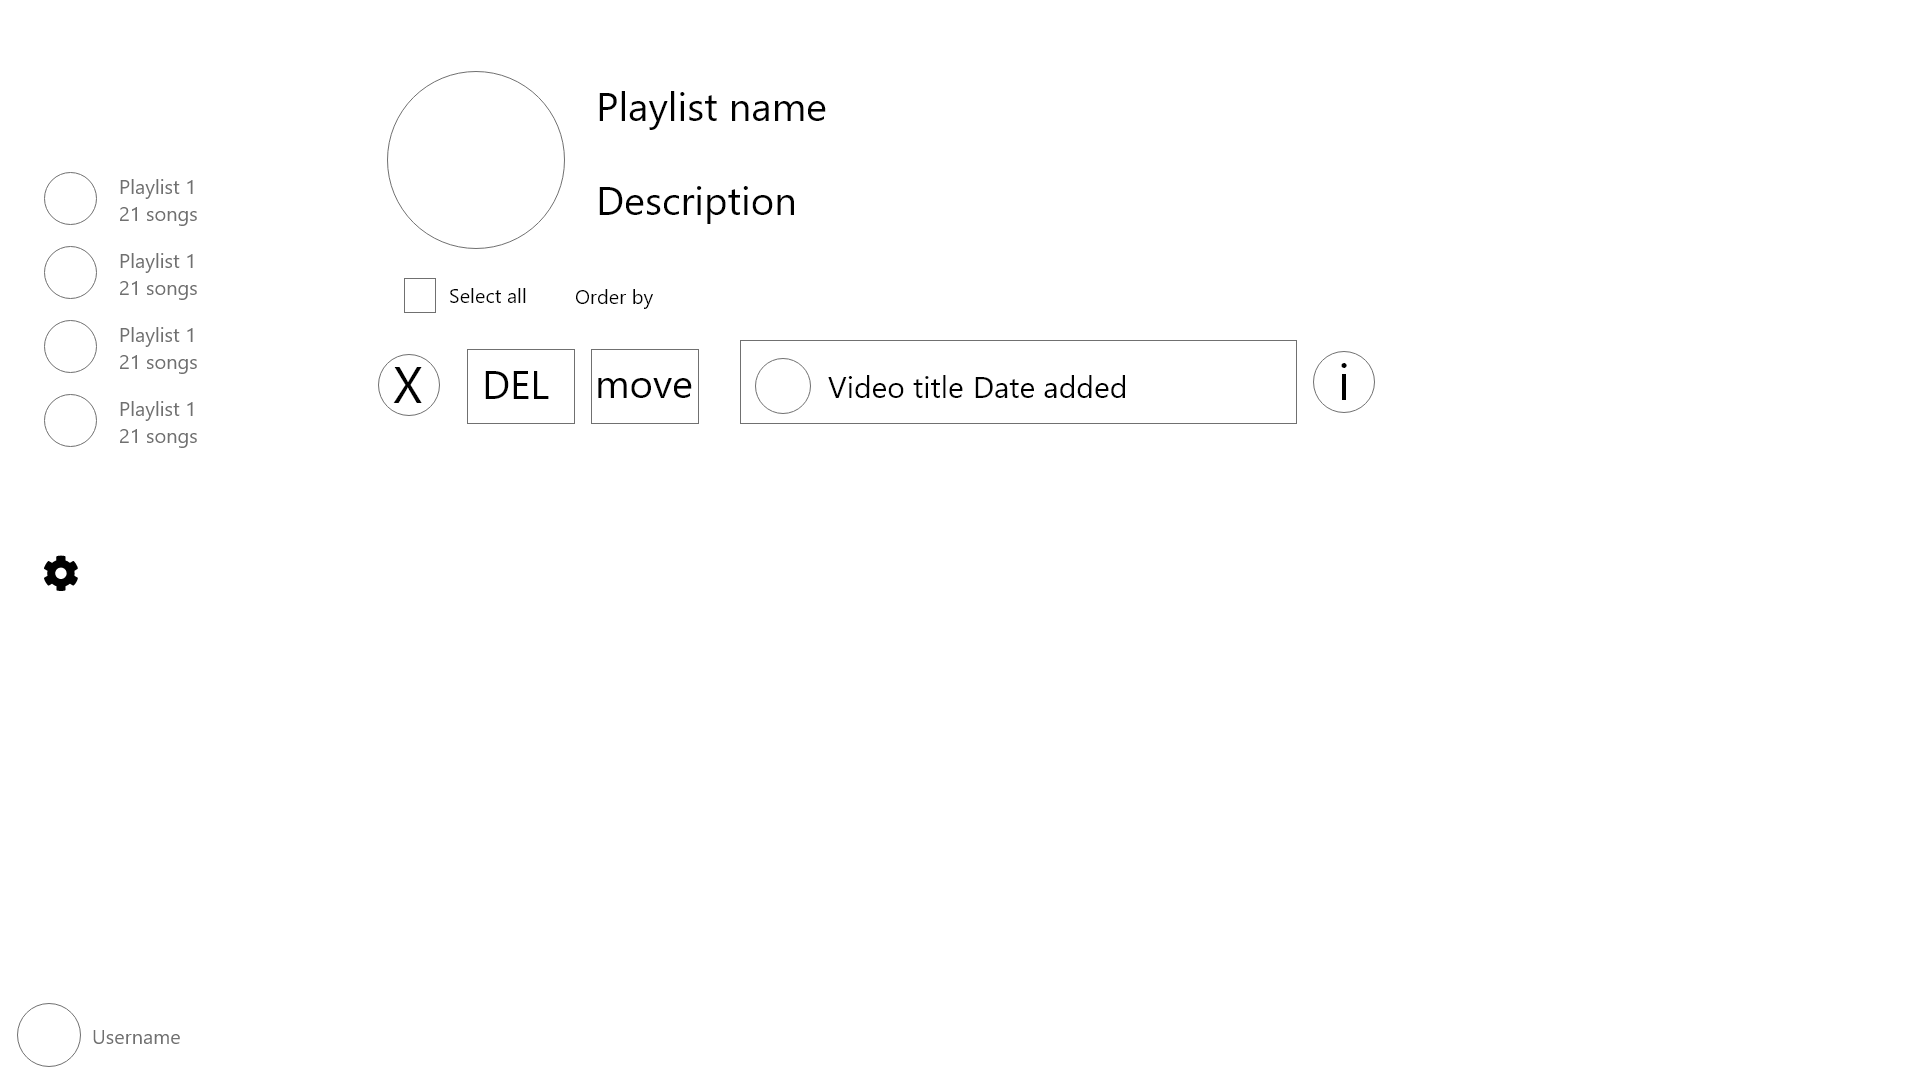 Playlist name
Description
Playlist 1
21 songs
Playlist 1
21 songs
Playlist 1
21 songs
Playlist 1
21 songs
Select all
Order by
X
DEL
move
Video title Date added
i
Username